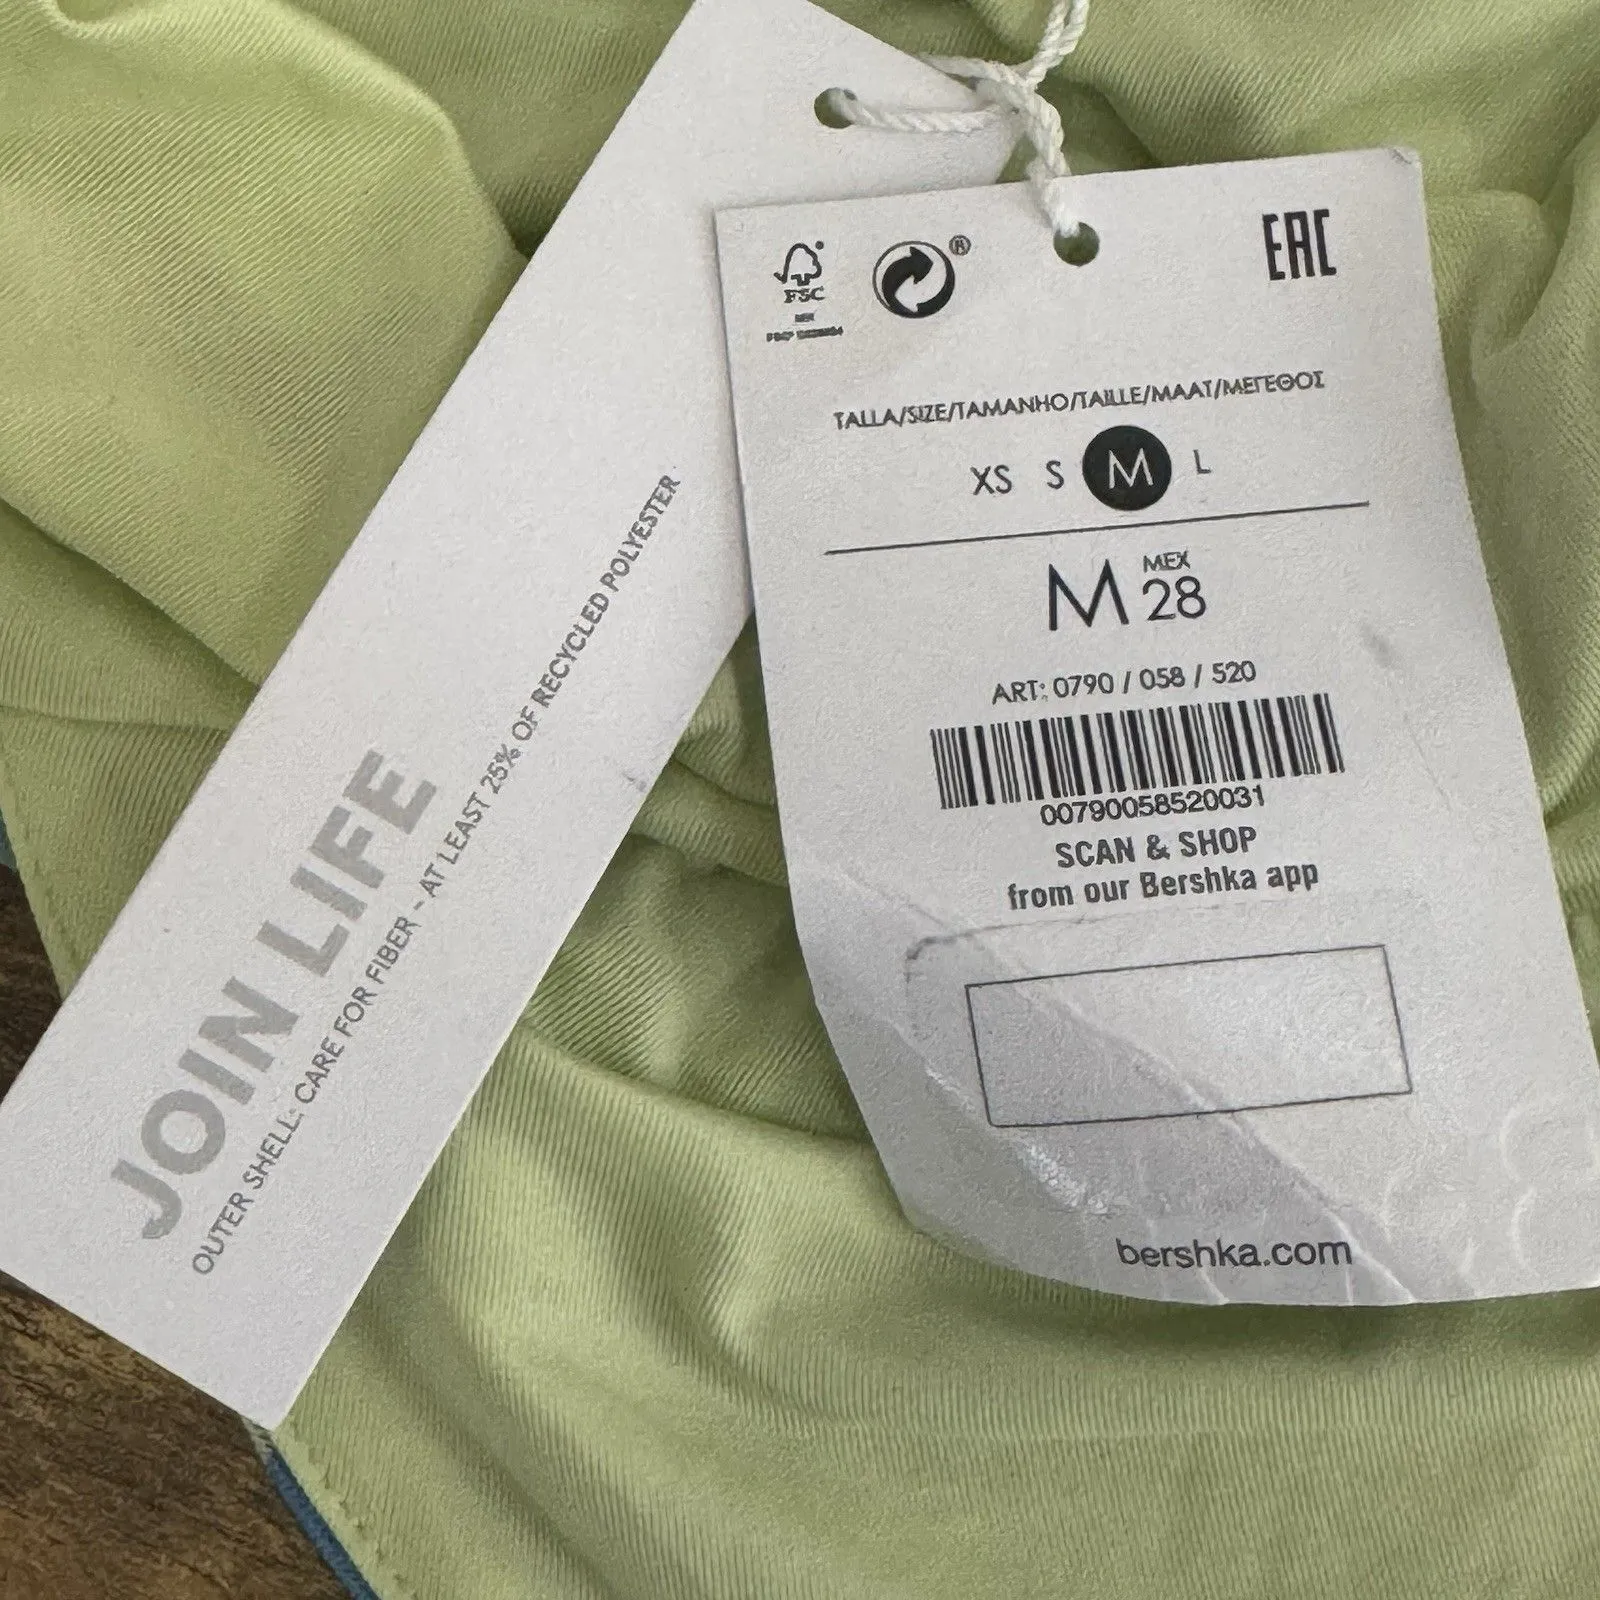 JOIN LIFE
OUTER SHELL: CARE FOR FIBER - AT LEAST 25% OF RECYCLED POLYESTER
FSC
®
EAC
TALLA/SIZE/TAMANHO/TAILLE/MAAT/ΜΕΓΕΘΟΣ
XS S M L
M MEX 28
ART: 0790 / 058 / 520
00790058520031
SCAN & SHOP
from our Bershka app
bershka.com